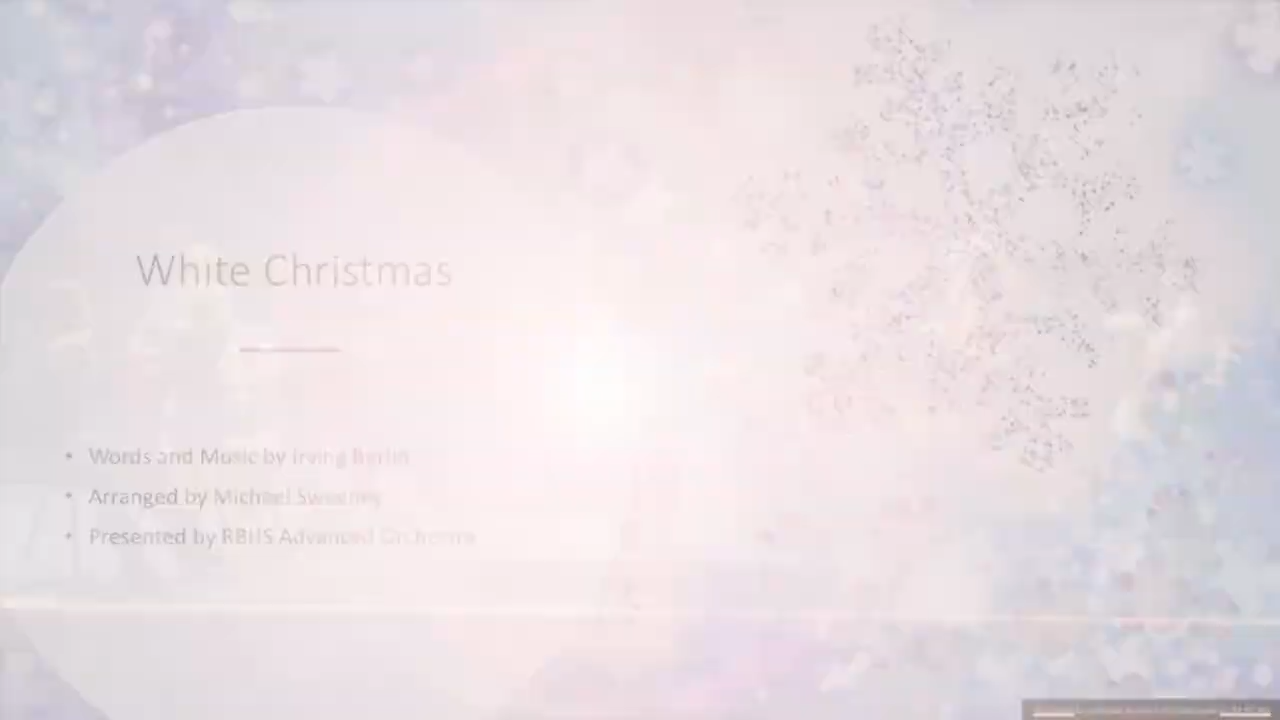 White Christmas
• Words and Music by Irving Berlin
• Arranged by Michael Sweeney
• Presented by RBHS Advanced Orchestra